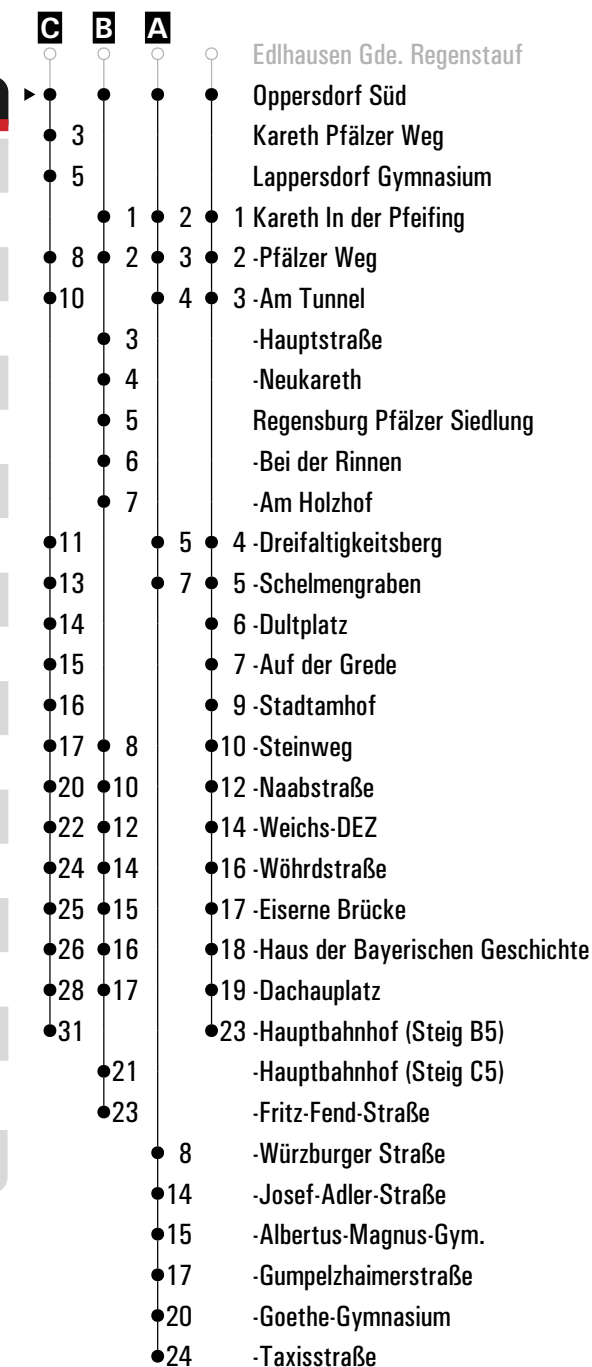 C B A
Edlhausen Gde. Regenstauf
Oppersdorf Süd
3 Kareth Pfälzer Weg
5 Lappersdorf Gymnasium
1 2 1 Kareth In der Pfeifing
8 2 3 2 -Pfälzer Weg
10 4 3 -Am Tunnel
3 -Hauptstraße
4 -Neukareth
5 Regensburg Pfälzer Siedlung
6 -Bei der Rinnen
7 -Am Holzhof
11 5 4 -Dreifaltigkeitsberg
13 7 5 -Schelmengraben
14 6 -Dultplatz
15 7 -Auf der Grede
16 9 -Stadtamhof
17 8 10 -Steinweg
20 10 12 -Naabstraße
22 12 14 -Weichs-DEZ
24 14 16 -Wöhrdstraße
25 15 17 -Eiserne Brücke
26 16 18 -Haus der Bayerischen Geschichte
28 17 19 -Dachauplatz
31 23 -Hauptbahnhof (Steig B5)
21 -Hauptbahnhof (Steig C5)
23 -Fritz-Fend-Straße
8 -Würzburger Straße
14 -Josef-Adler-Straße
15 -Albertus-Magnus-Gym.
17 -Gumpelzhaimerstraße
20 -Goethe-Gymnasium
24 -Taxisstraße